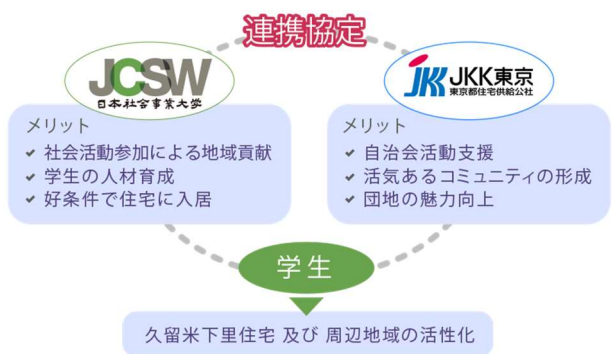 連携協定
JCSW
日本社会事業大学
メリット
✔ 社会活動参加による地域貢献
✔ 学生の人材育成
✔ 好条件で住宅に入居
JKK東京
東京都住宅供給公社
メリット
✔ 自治会活動支援
✔ 活気あるコミュニティの形成
✔ 団地の魅力向上
学生
久留米下里住宅 及び 周辺地域の活性化